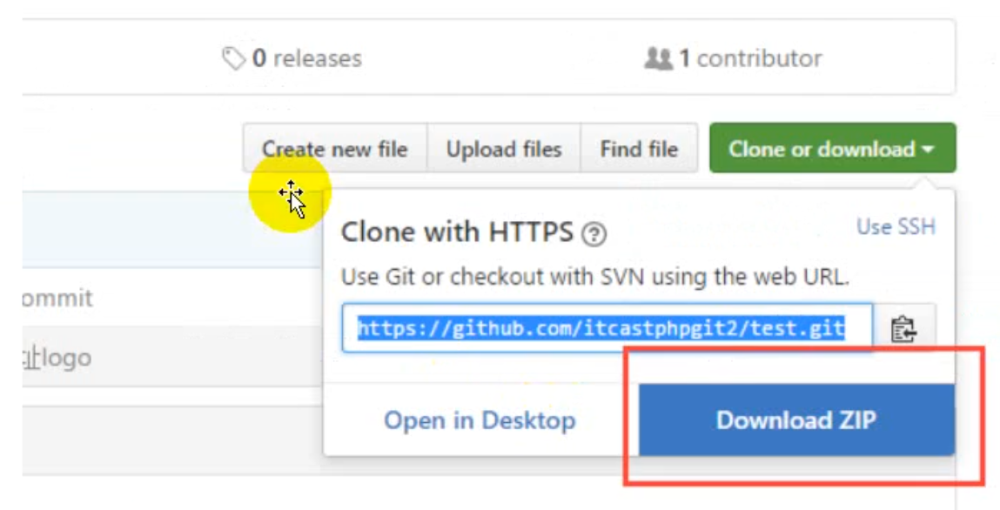 0 releases
1 contributor
Create new file
Upload files
Find file
Clone or download
Clone with HTTPS
Use SSH
Use Git or checkout with SVN using the web URL.
https://github.com/itcastphpgit2/test.git
ommit
logo
Open in Desktop
Download ZIP